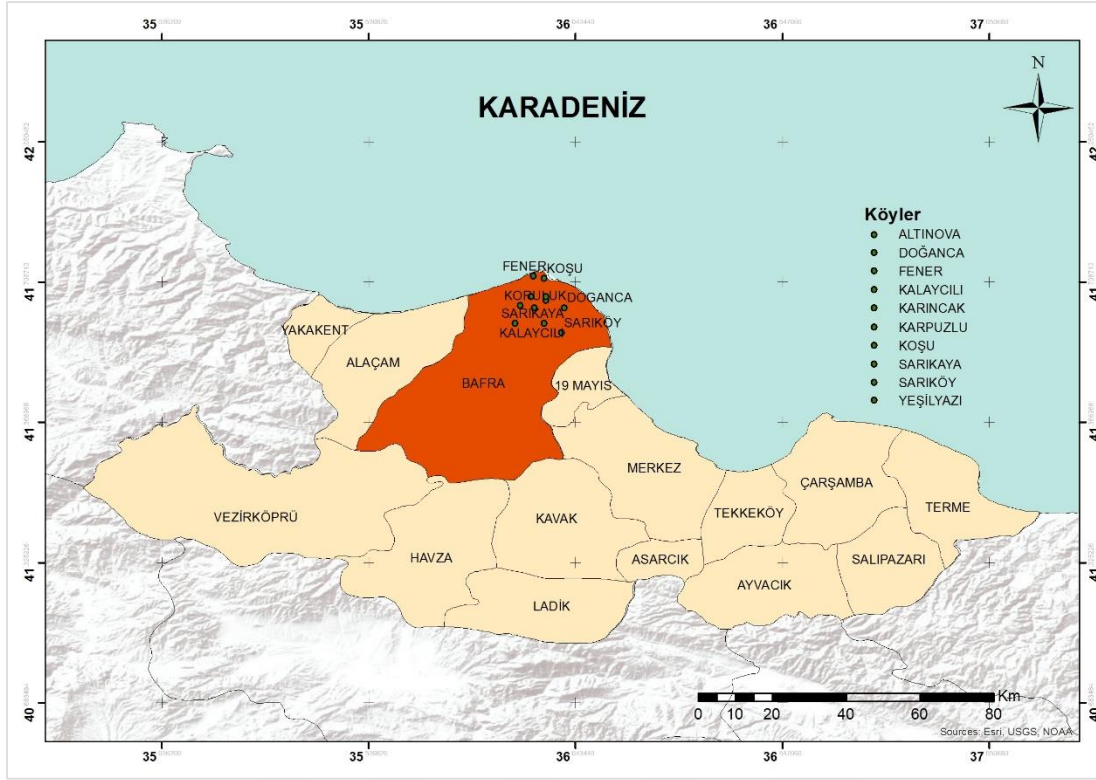 35 35 36 36 37
N
KARADENİZ
42 42
Köyler
ALTINOVA
DOĞANCA
FENER
KALAYCILI
KARINCAK
KARPUZLU
KOŞU
SARIKAYA
SARIKÖY
YEŞİLYAZI
FENER KOŞU
41 41
KORULUK DOĞANCA
SARIKAYA SARIKÖY
KALAYCILI
YAKAKENT
ALAÇAM
BAFRA
19 MAYIS
41 41
MERKEZ
ÇARŞAMBA
TERME
VEZİRKÖPRÜ
KAVAK
TEKKEKÖY
HAVZA
ASARCIK
SALIPAZARI
41 41
AYVACIK
LADİK
40 40
Km
0 5 10 20 40 60 80
Sources: Esri, USGS, NOAA
35 35 36 36 37